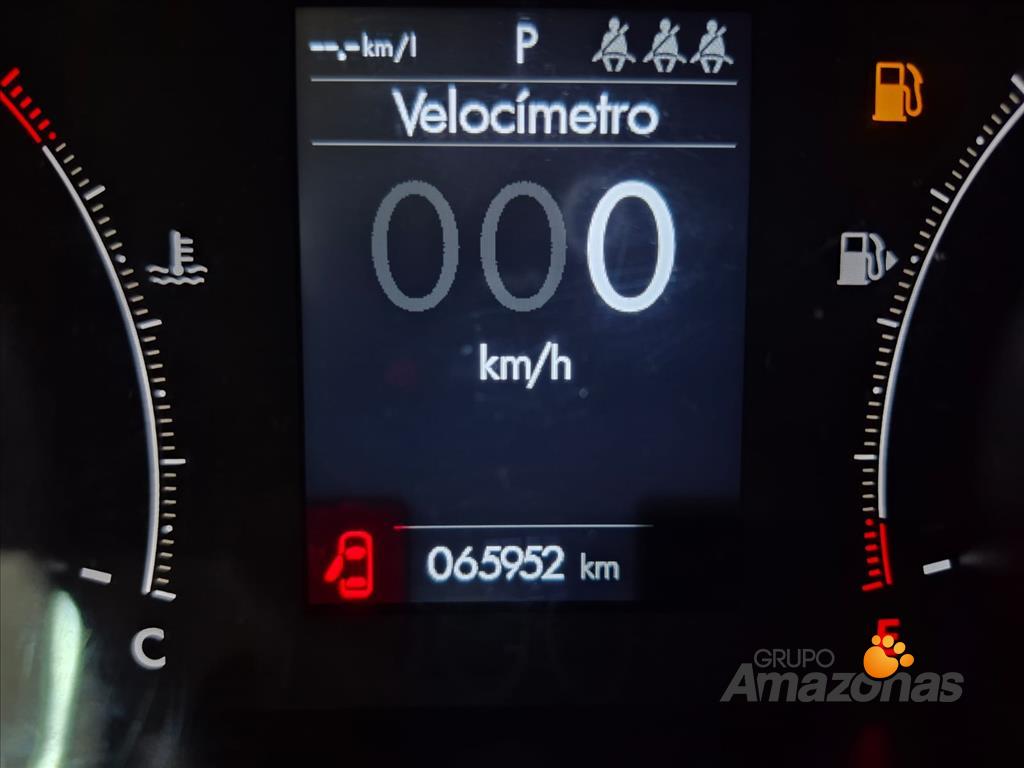 --.- km/l P
Velocímetro
000
km/h
065952 km
C
E
GRUPO
Amazonas